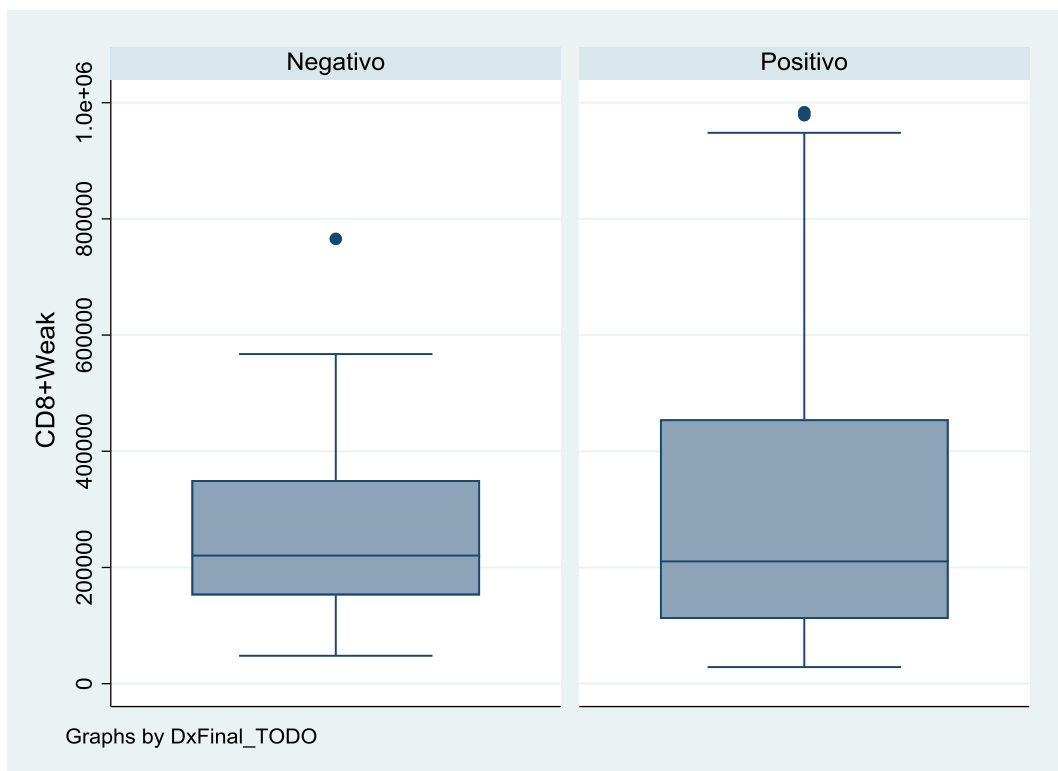 Negativo
Positivo
CD8+Weak
1.0e+06
800000
600000
400000
200000
0
Graphs by DxFinal_TODO